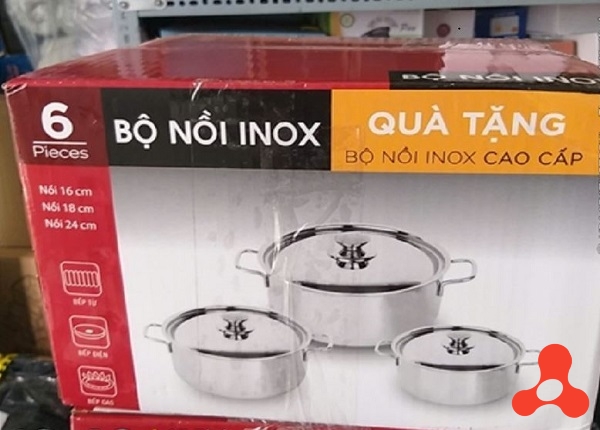 BỘ NỒI INOX
6
Pieces
BỘ NỒI INOX
QUÀ TẶNG
BỘ NỒI INOX CAO CẤP
Nồi 16 cm
Nồi 18 cm
Nồi 24 cm
BẾP TỪ
BẾP ĐIỆN
BẾP GAS